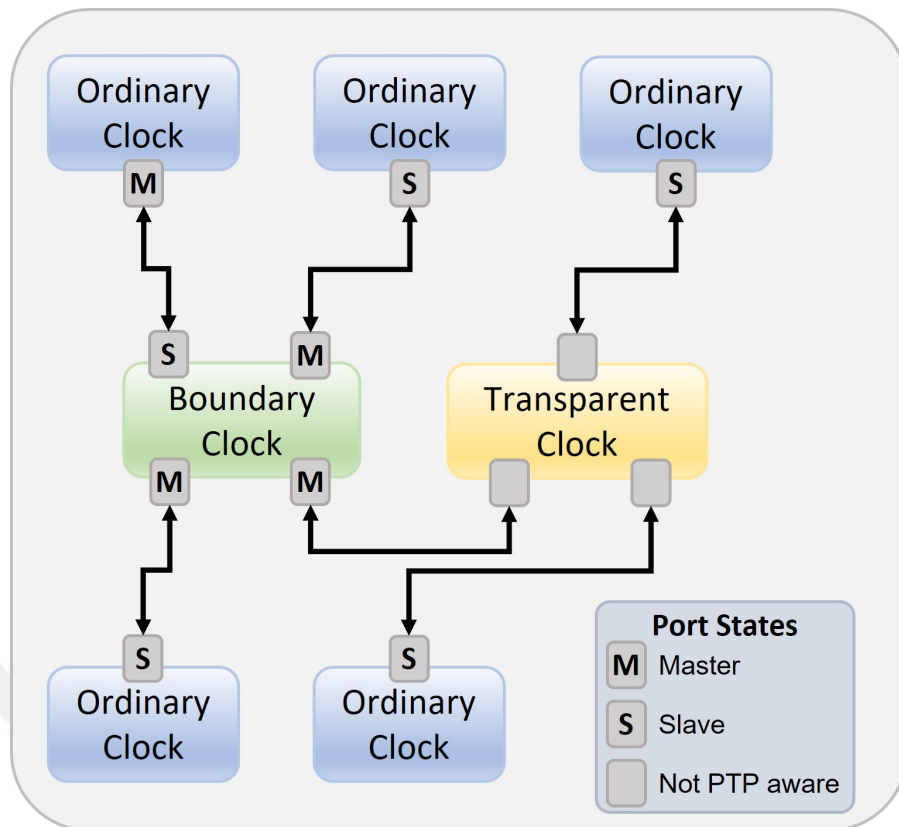 Ordinary
Clock
M
Ordinary
Clock
S
Ordinary
Clock
S
S
M
Boundary
Clock
M
M
Transparent
Clock
S
Ordinary
Clock
S
Ordinary
Clock
Port States
M Master
S Slave
Not PTP aware